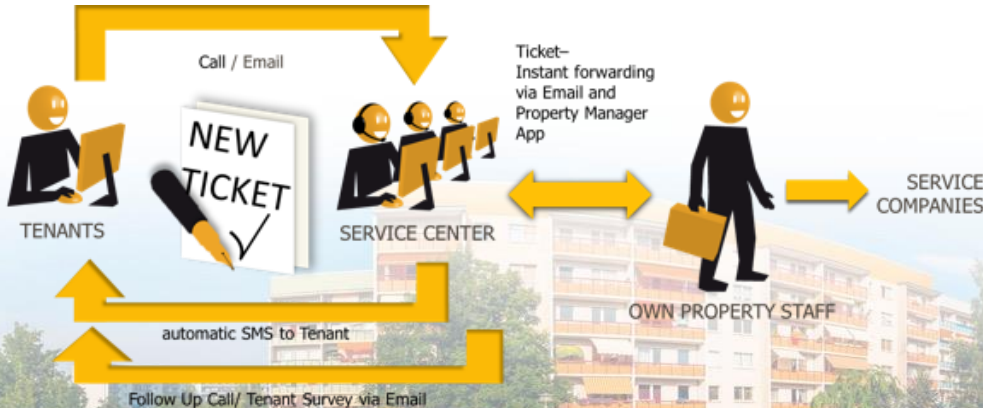 Call / Email
Ticket–
Instant forwarding
via Email and
Property Manager
App
NEW
TICKET
TENANTS
SERVICE CENTER
SERVICE
COMPANIES
OWN PROPERTY STAFF
automatic SMS to Tenant
Follow Up Call/ Tenant Survey via Email